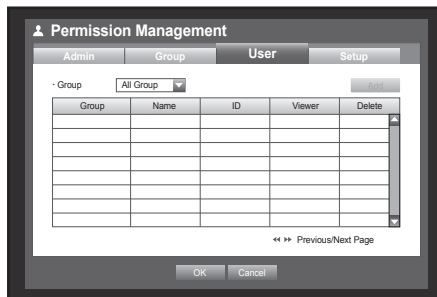 Permission Management
Admin Group User Setup
· Group All Group Add
Group Name ID Viewer Delete
Previous/Next Page
OK Cancel